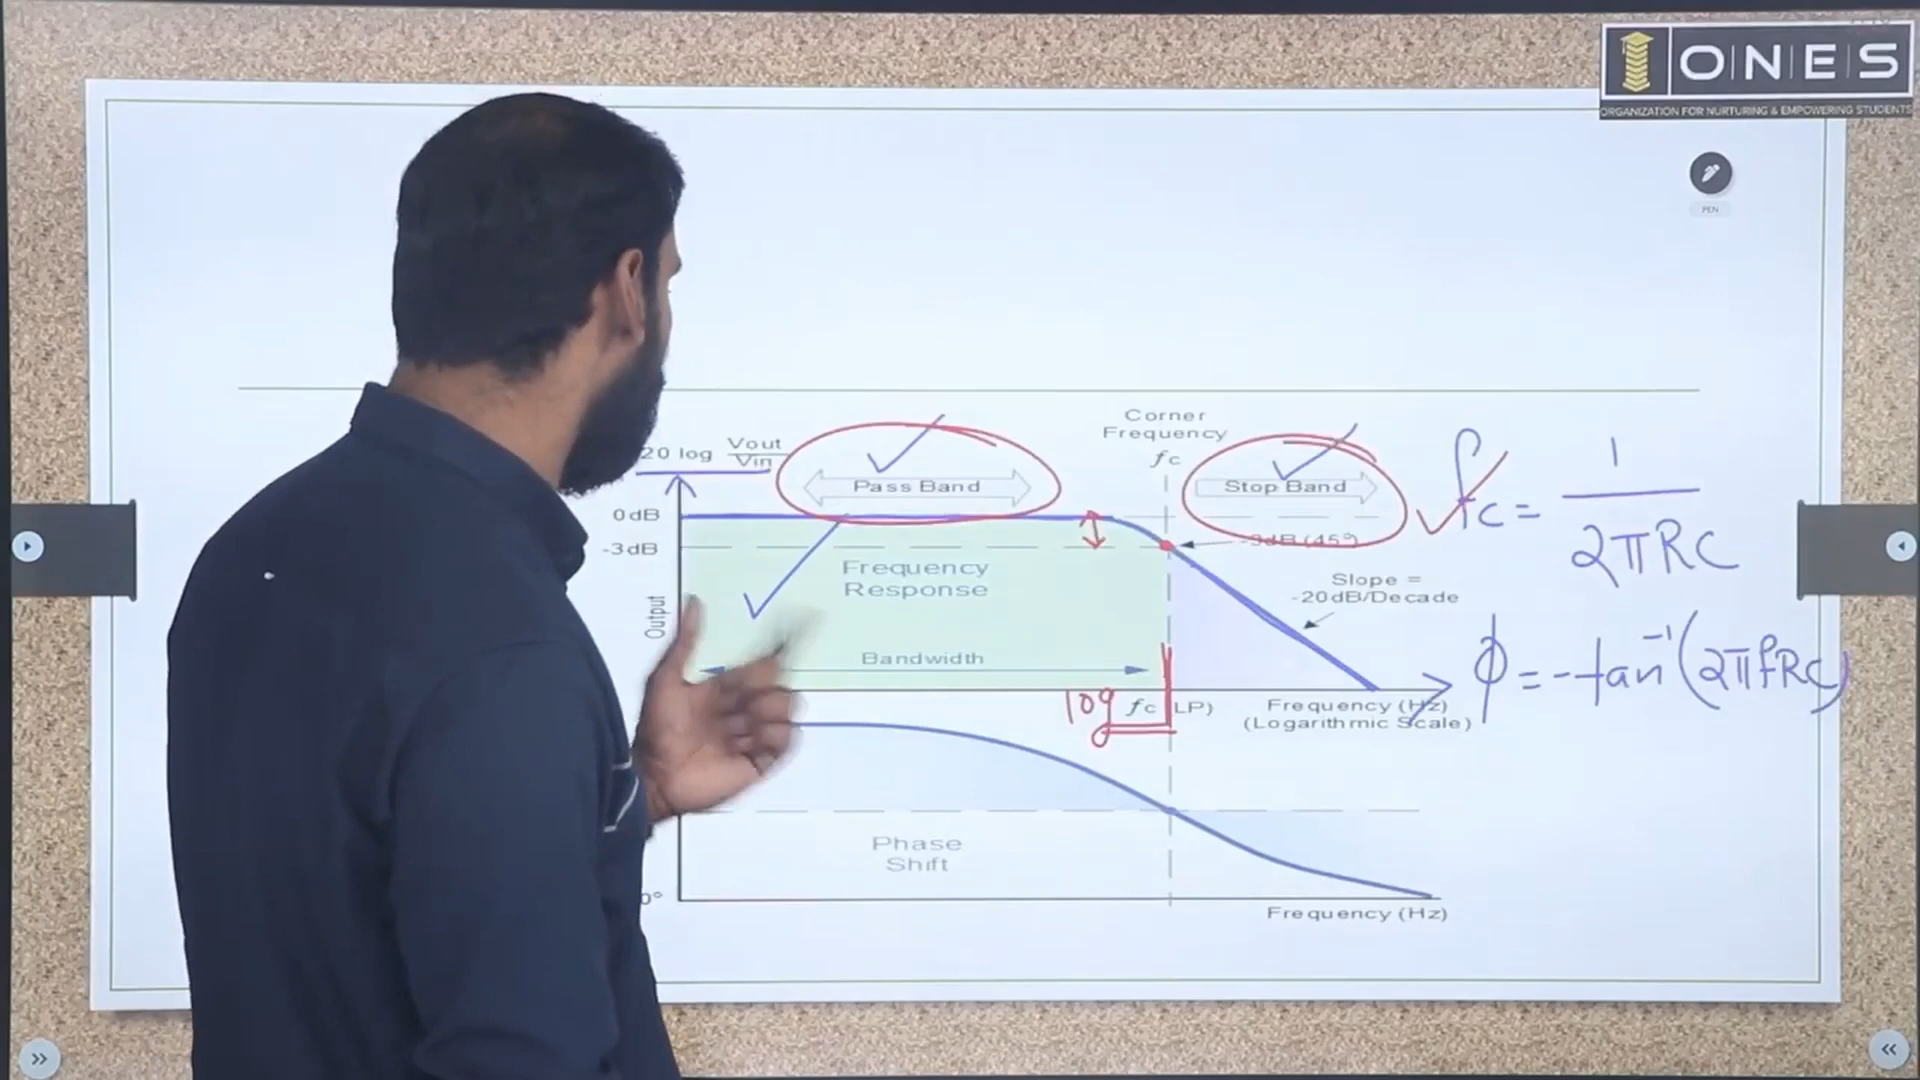 ONES
ORGANIZATION FOR NURTURING & EMPOWERING STUDENTS
PEN
Corner
Frequency
fc
20 log Vout
Vin
Pass Band
Stop Band
0dB
-3dB
-3dB (45°)
fc = 1
2πRC
Frequency
Response
Slope =
-20dB/Decade
Output
Bandwidth
ϕ = -tan⁻¹(2πfRC)
log fc (LP)
Frequency (Hz)
(Logarithmic Scale)
Phase
Shift
0°
Frequency (Hz)